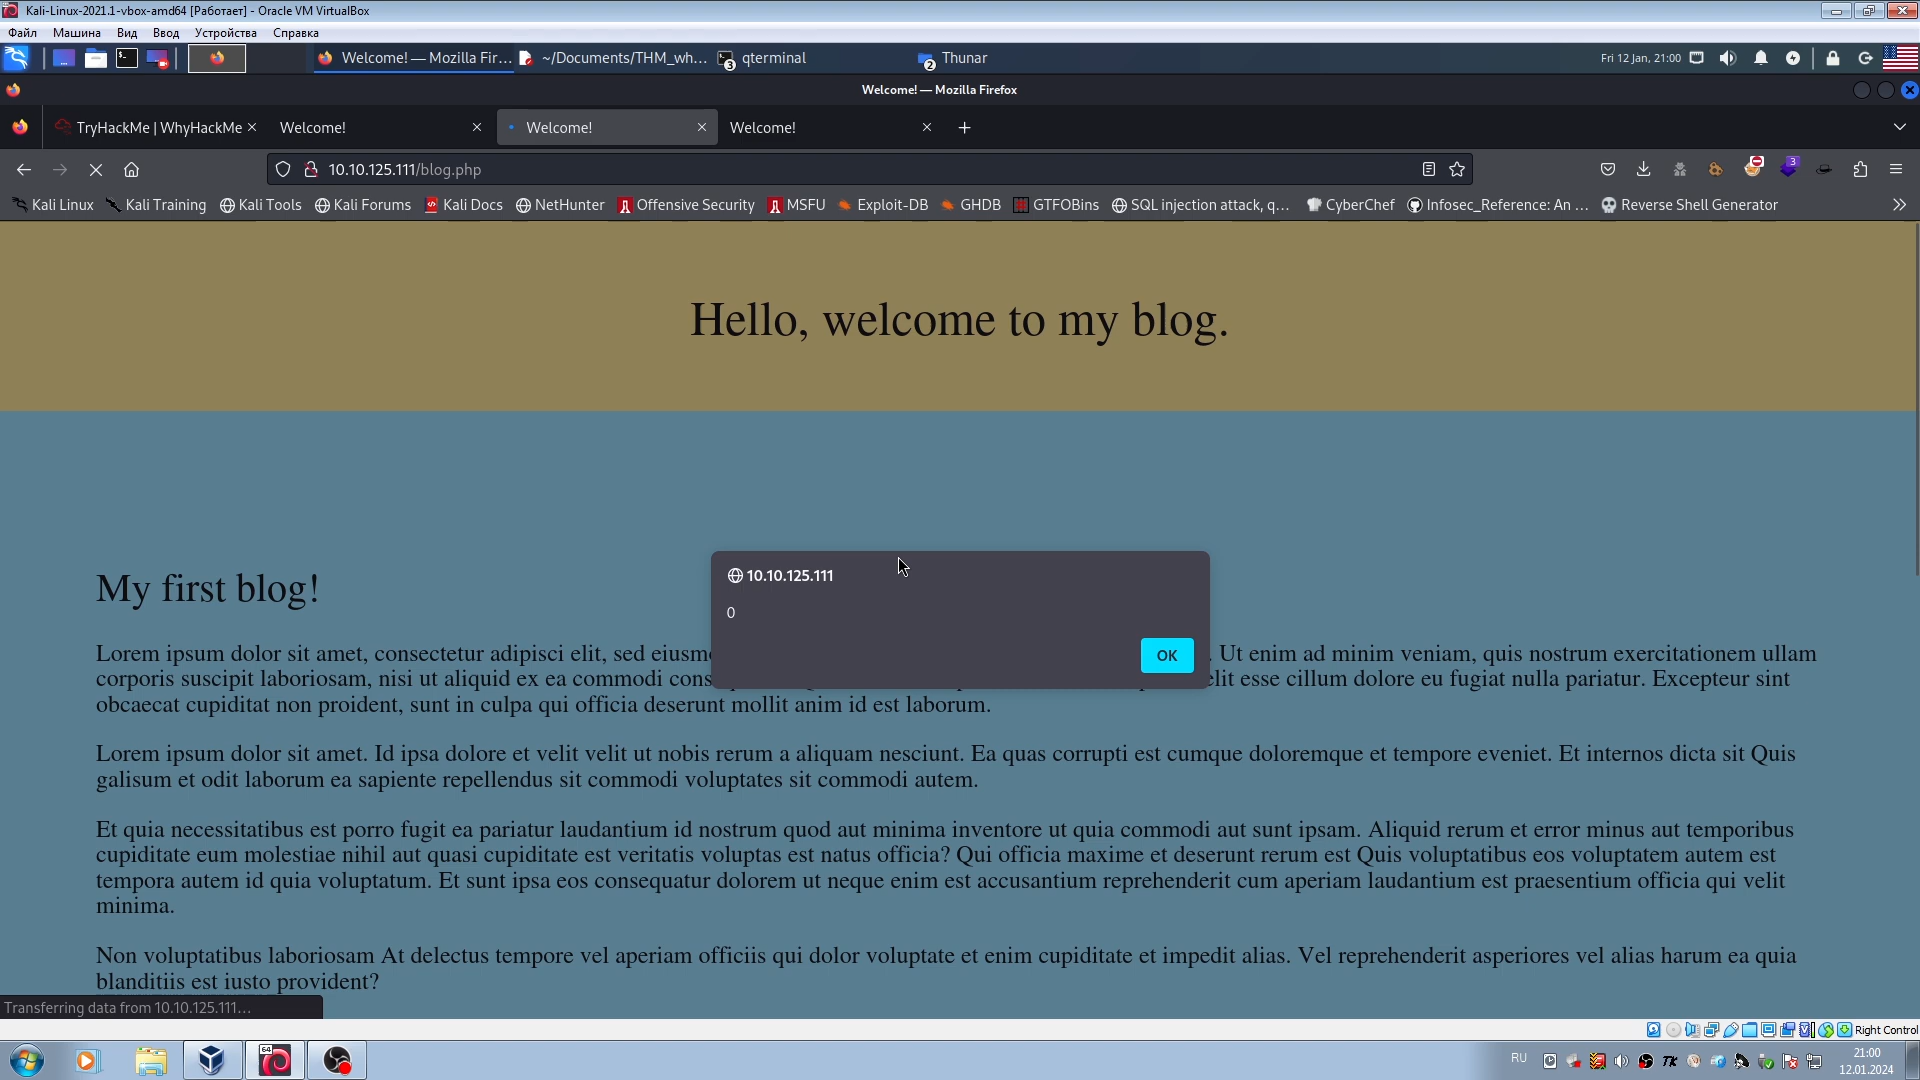 Kali-Linux-2021.1-vbox-amd64 [Работает] - Oracle VM VirtualBox
Файл Машина Вид Ввод Устройства Справка
Welcome! — Mozilla Fir... ~/Documents/THM_wh... 3 qterminal 2 Thunar Fri 12 Jan, 21:00
Welcome! — Mozilla Firefox
TryHackMe | WhyHackMe Welcome! Welcome! Welcome!
10.10.125.111/blog.php 3
Kali Linux Kali Training Kali Tools Kali Forums Kali Docs NetHunter Offensive Security MSFU Exploit-DB GHDB GTFOBins SQL injection attack, q... CyberChef Infosec_Reference: An ... Reverse Shell Generator
Hello, welcome to my blog.
10.10.125.111
0
OK
My first blog!
Lorem ipsum dolor sit amet, consectetur adipisci elit, sed eiusm . Ut enim ad minim veniam, quis nostrum exercitationem ullam
corporis suscipit laboriosam, nisi ut aliquid ex ea commodi cons elit esse cillum dolore eu fugiat nulla pariatur. Excepteur sint
obcaecat cupiditat non proident, sunt in culpa qui officia deserunt mollit anim id est laborum.
Lorem ipsum dolor sit amet. Id ipsa dolore et velit velit ut nobis rerum a aliquam nesciunt. Ea quas corrupti est cumque doloremque et tempore eveniet. Et internos dicta sit Quis
galisum et odit laborum ea sapiente repellendus sit commodi voluptates sit commodi autem.
Et quia necessitatibus est porro fugit ea pariatur laudantium id nostrum quod aut minima inventore ut quia commodi aut sunt ipsam. Aliquid rerum et error minus aut temporibus
cupiditate eum molestiae nihil aut quasi cupiditate est veritatis voluptas est natus officia? Qui officia maxime et deserunt rerum est Quis voluptatibus eos voluptatem autem est
tempora autem id quia voluptatum. Et sunt ipsa eos consequatur dolorem ut neque enim est accusantium reprehenderit cum aperiam laudantium est praesentium officia qui velit
minima.
Non voluptatibus laboriosam At delectus tempore vel aperiam officiis qui dolor voluptate et enim cupiditate et impedit alias. Vel reprehenderit asperiores vel alias harum ea quia
blanditiis est iusto provident?
Transferring data from 10.10.125.111...
Right Control
64 RU 21:00
12.01.2024